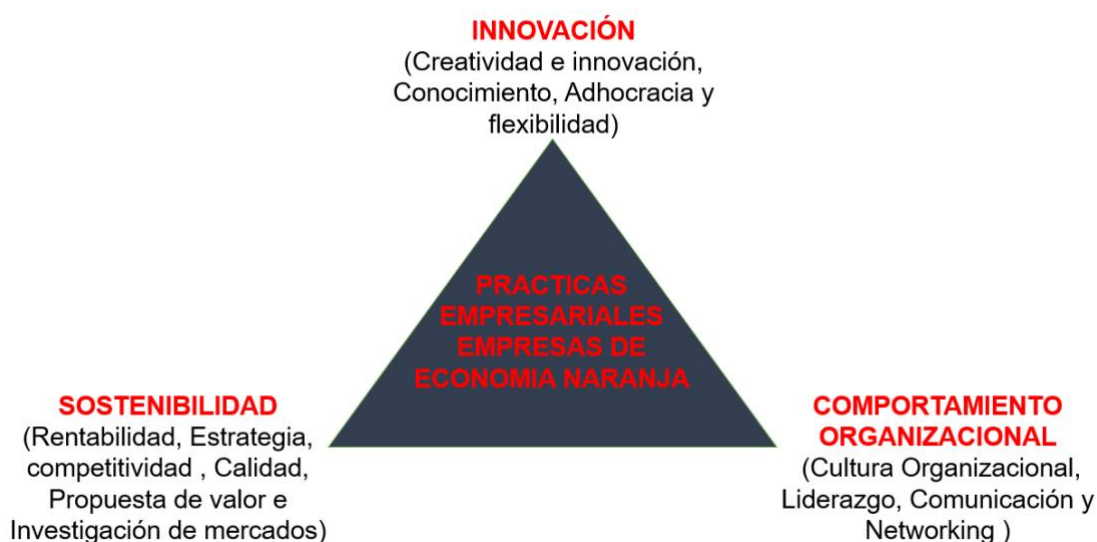 INNOVACIÓN
(Creatividad e innovación,
Conocimiento, Adhocracia y
flexibilidad)
PRACTICAS
EMPRESARIALES
EMPRESAS DE
ECONOMIA NARANJA
SOSTENIBILIDAD
(Rentabilidad, Estrategia,
competitividad , Calidad,
Propuesta de valor e
Investigación de mercados)
COMPORTAMIENTO
ORGANIZACIONAL
(Cultura Organizacional,
Liderazgo, Comunicación y
Networking )